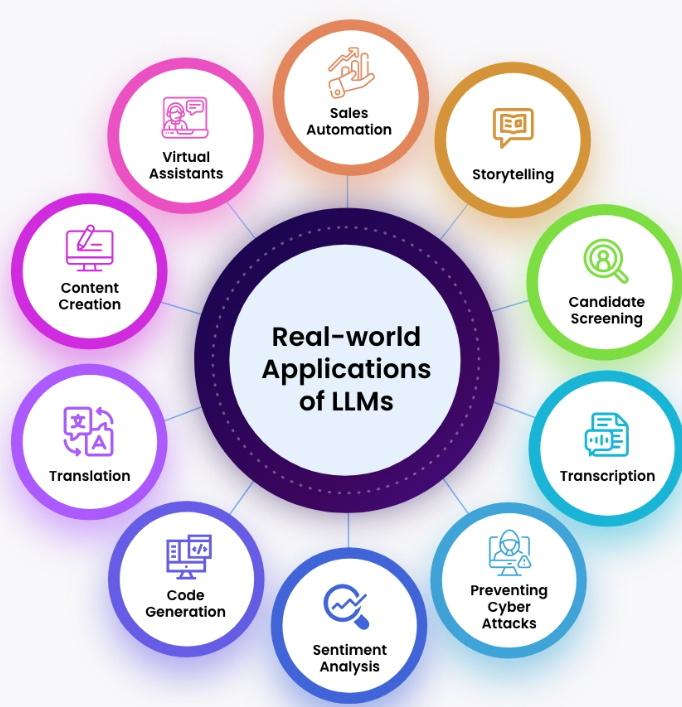 Sales
Automation
Storytelling
Candidate
Screening
Transcription
Preventing
Cyber
Attacks
Sentiment
Analysis
Code
Generation
文
A
Translation
Content
Creation
Virtual
Assistants
Real-world
Applications
of LLMs